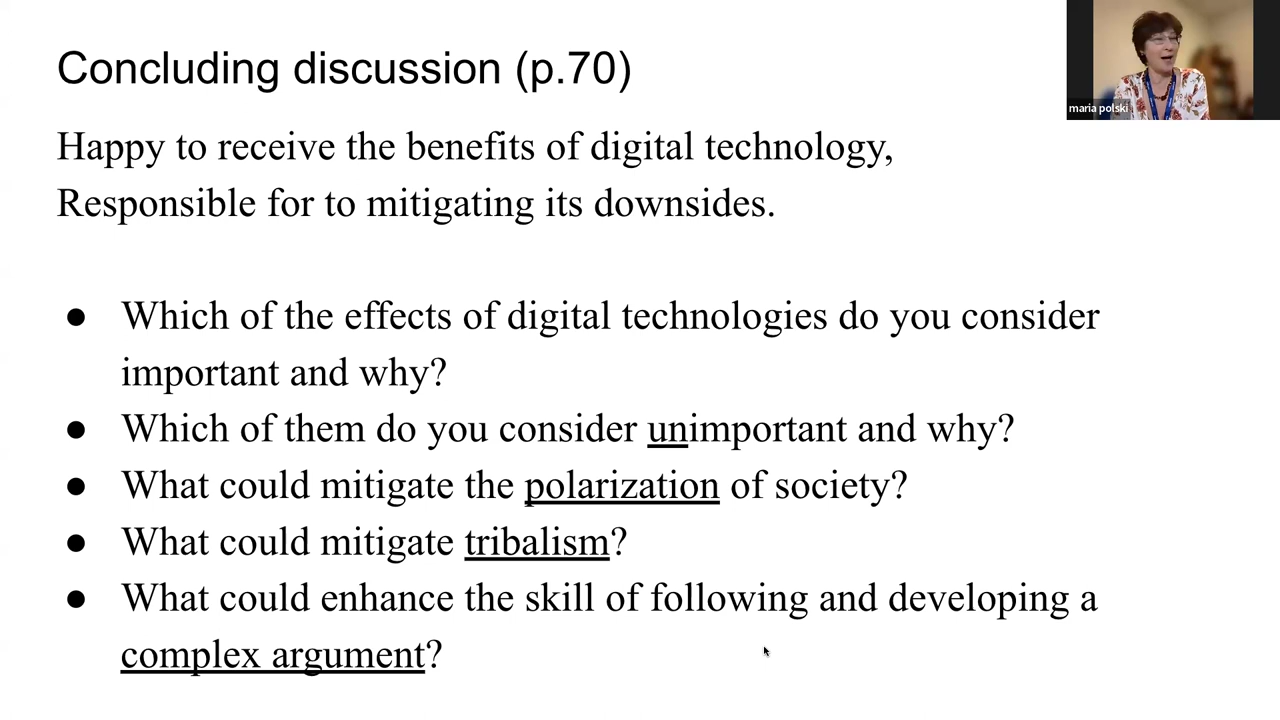 Concluding discussion (p.70)
maria polski
Happy to receive the benefits of digital technology,
Responsible for to mitigating its downsides.
● Which of the effects of digital technologies do you consider
important and why?
● Which of them do you consider unimportant and why?
● What could mitigate the polarization of society?
● What could mitigate tribalism?
● What could enhance the skill of following and developing a
complex argument?